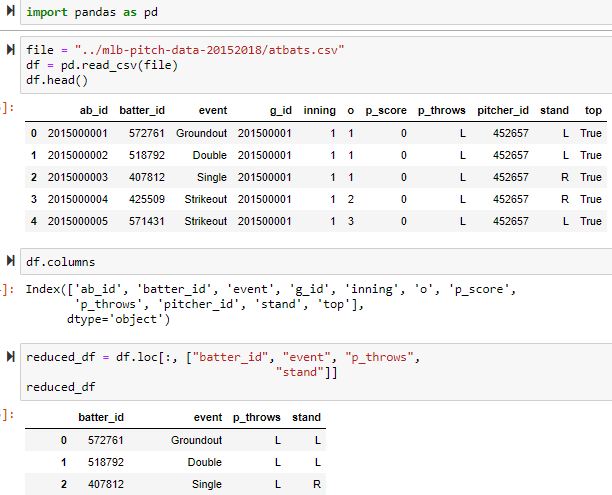 import pandas as pd
file = "../mlb-pitch-data-20152018/atbats.csv"
df = pd.read_csv(file)
df.head()
]:
ab_id batter_id event g_id inning o p_score p_throws pitcher_id stand top
0 2015000001 572761 Groundout 201500001 1 1 0 L 452657 L True
1 2015000002 518792 Double 201500001 1 1 0 L 452657 L True
2 2015000003 407812 Single 201500001 1 1 0 L 452657 R True
3 2015000004 425509 Strikeout 201500001 1 2 0 L 452657 R True
4 2015000005 571431 Strikeout 201500001 1 3 0 L 452657 L True
df.columns
]: Index(['ab_id', 'batter_id', 'event', 'g_id', 'inning', 'o', 'p_score',
'p_throws', 'pitcher_id', 'stand', 'top'],
dtype='object')
reduced_df = df.loc[:, ["batter_id", "event", "p_throws",
"stand"]]
reduced_df
]:
batter_id event p_throws stand
0 572761 Groundout L L
1 518792 Double L L
2 407812 Single L R